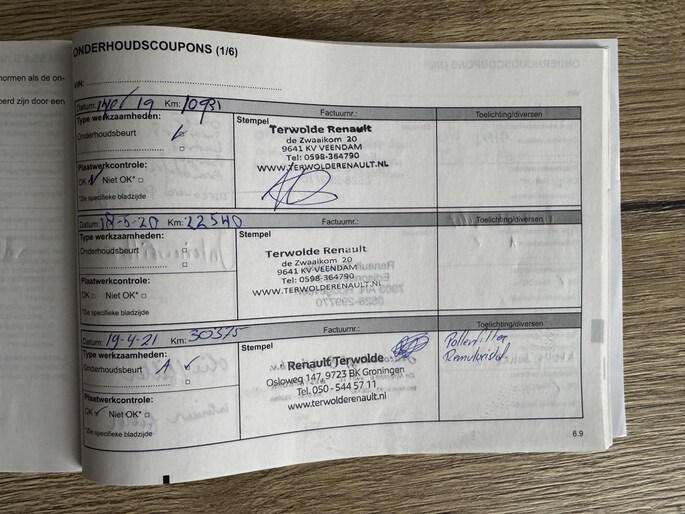 normen als de on-
oerd zijn door een
ONDERHOUDSCOUPONS (1/6)
VIN:
Datum: 19 Km: 10931 Factuurnr.: Toelichting/diversen
Type werkzaamheden:
Onderhoudsbeurt
Stempel
Terwolde Renault
de Zwaaikom 20
9641 KV VEENDAM
Tel: 0598-364790
WWW.TERWOLDERENAULT.NL
Plaatwerkcontrole:
OK Niet OK*
*Zie specifieke bladzijde
Datum: 18-5-20 Km: 22540 Factuurnr.: Toelichting/diversen
Type werkzaamheden:
Onderhoudsbeurt
Stempel
Terwolde Renault
de Zwaaikom 20
9641 KV VEENDAM
Tel: 0598-364790
WWW.TERWOLDERENAULT.NL
Plaatwerkcontrole:
OK Niet OK*
*Zie specifieke bladzijde
Datum: 19-4-21 Km: 30375 Factuurnr.: Toelichting/diversen
Type werkzaamheden:
Onderhoudsbeurt
Stempel
Renault Terwolde
Osloweg 147, 9723 BK Groningen
Tel. 050 - 544 57 11
www.terwolderenault.nl
Pollenfilter
Remvloeistof
Plaatwerkcontrole:
OK Niet OK*
*Zie specifieke bladzijde
6.9